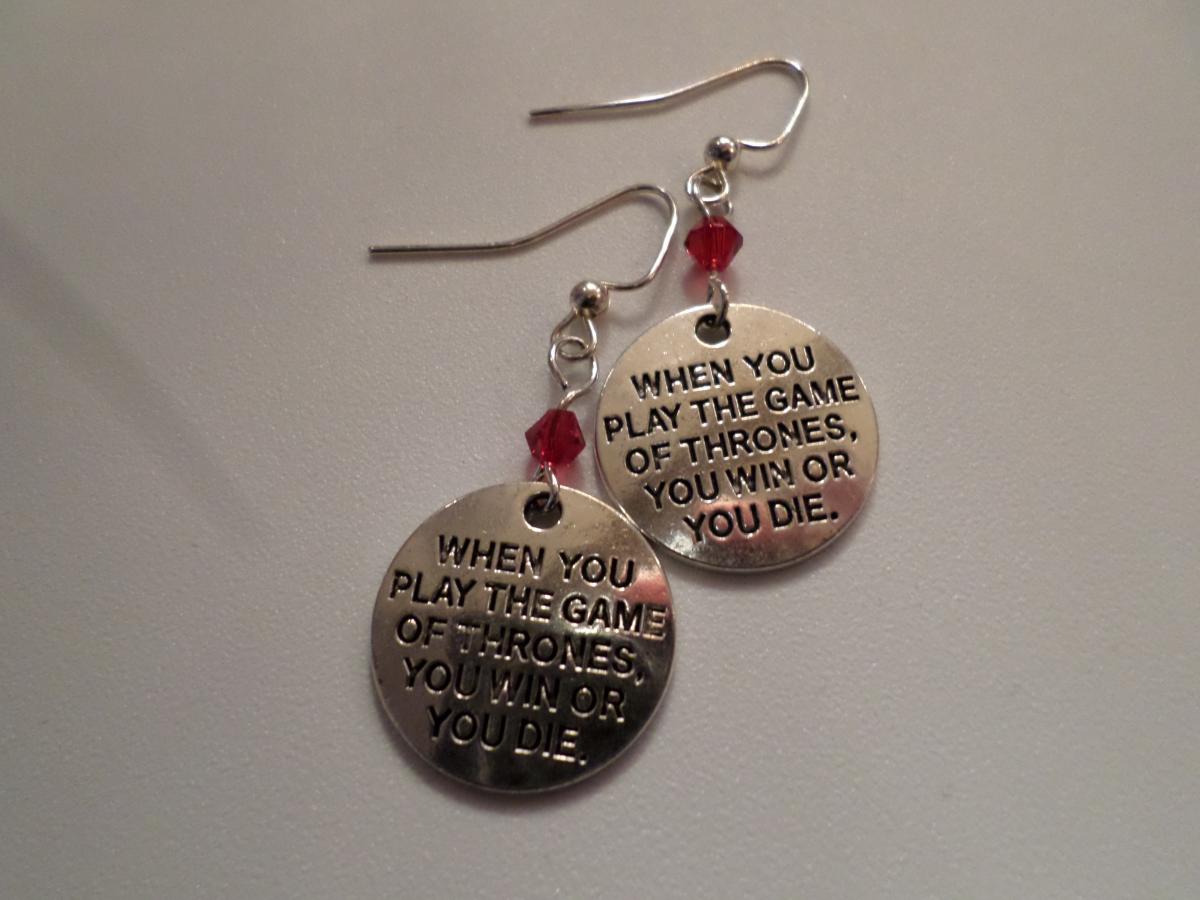 WHEN YOU
PLAY THE GAME
OF THRONES,
YOU WIN OR
YOU DIE.
WHEN YOU
PLAY THE GAME
OF THRONES,
YOU WIN OR
YOU DIE.